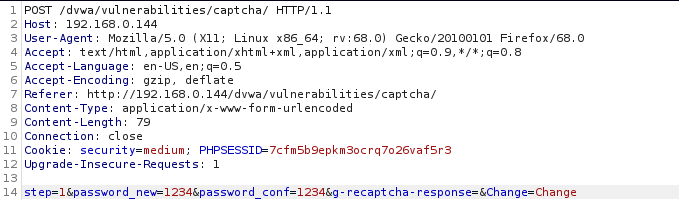 1 POST /dvwa/vulnerabilities/captcha/ HTTP/1.1
2 Host: 192.168.0.144
3 User-Agent: Mozilla/5.0 (X11; Linux x86_64; rv:68.0) Gecko/20100101 Firefox/68.0
4 Accept: text/html,application/xhtml+xml,application/xml;q=0.9,*/*;q=0.8
5 Accept-Language: en-US,en;q=0.5
6 Accept-Encoding: gzip, deflate
7 Referer: http://192.168.0.144/dvwa/vulnerabilities/captcha/
8 Content-Type: application/x-www-form-urlencoded
9 Content-Length: 79
10 Connection: close
11 Cookie: security=medium; PHPSESSID=7cfm5b9epkm3ocrq7o26vaf5r3
12 Upgrade-Insecure-Requests: 1
13
14 step=1&password_new=1234&password_conf=1234&g-recaptcha-response=&Change=Change